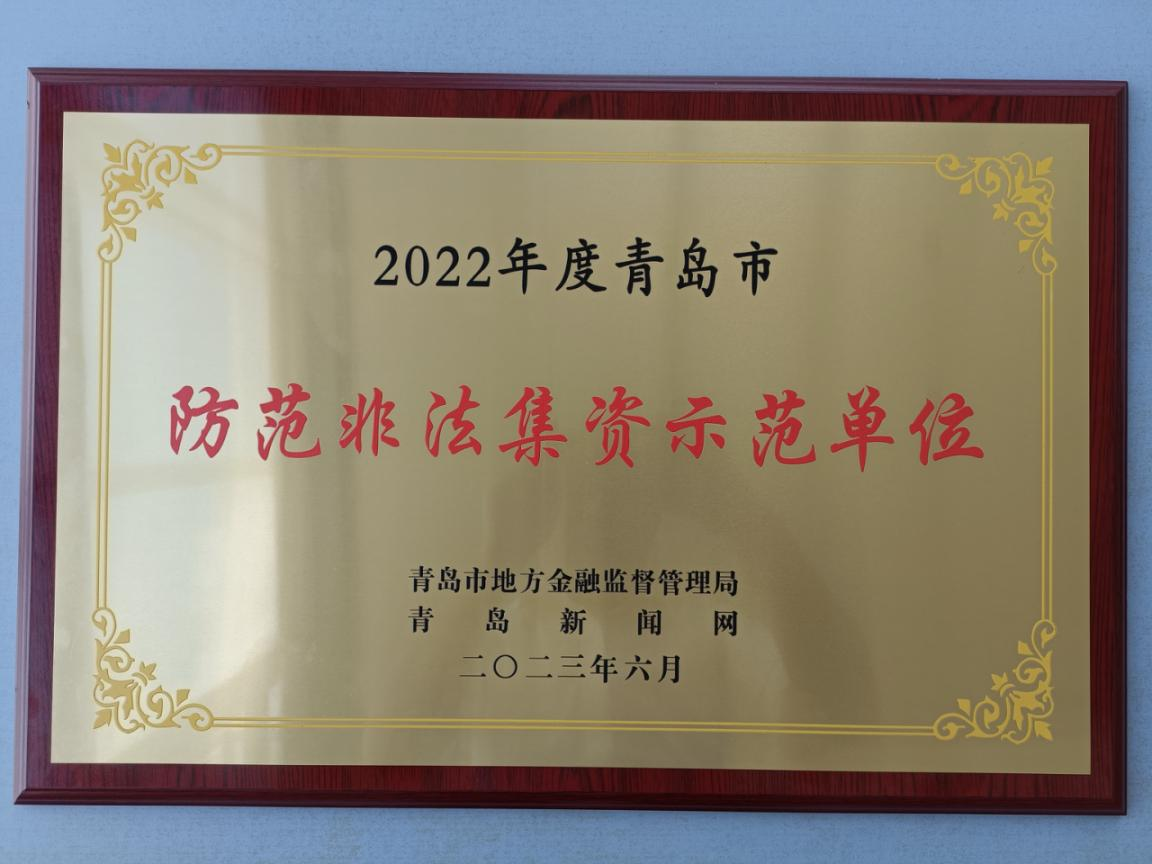 2022年度青岛市
防范非法集资示范单位
青岛市地方金融监督管理局
青岛新闻网
二〇二三年六月